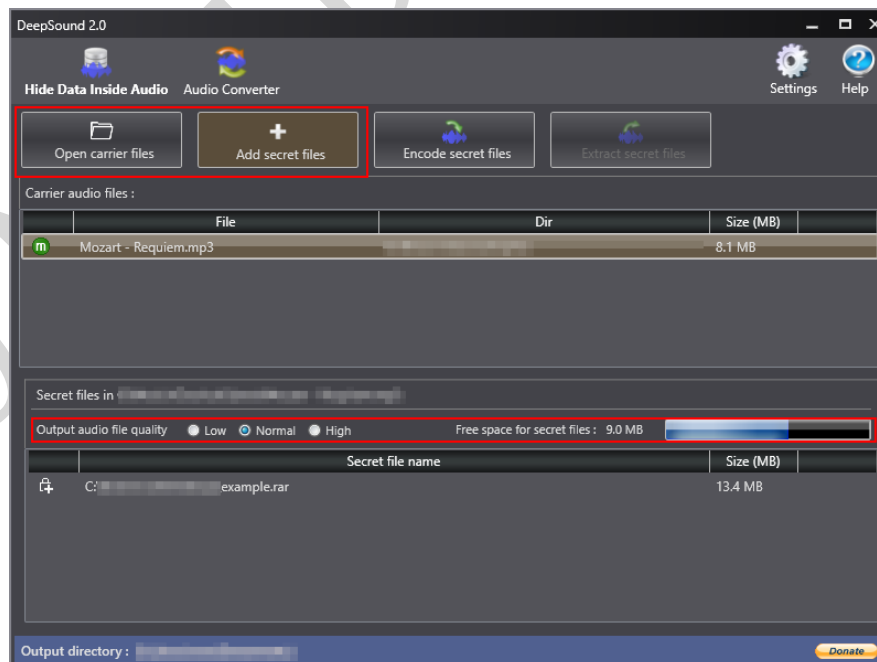 DeepSound 2.0
Hide Data Inside Audio Audio Converter Settings Help
Open carrier files Add secret files Encode secret files Extract secret files
Carrier audio files :
File Dir Size (MB)
m Mozart - Requiem.mp3 8.1 MB
Secret files in
Output audio file quality Low Normal High Free space for secret files : 9.0 MB
Secret file name Size (MB)
C:\ example.rar 13.4 MB
Output directory : Donate